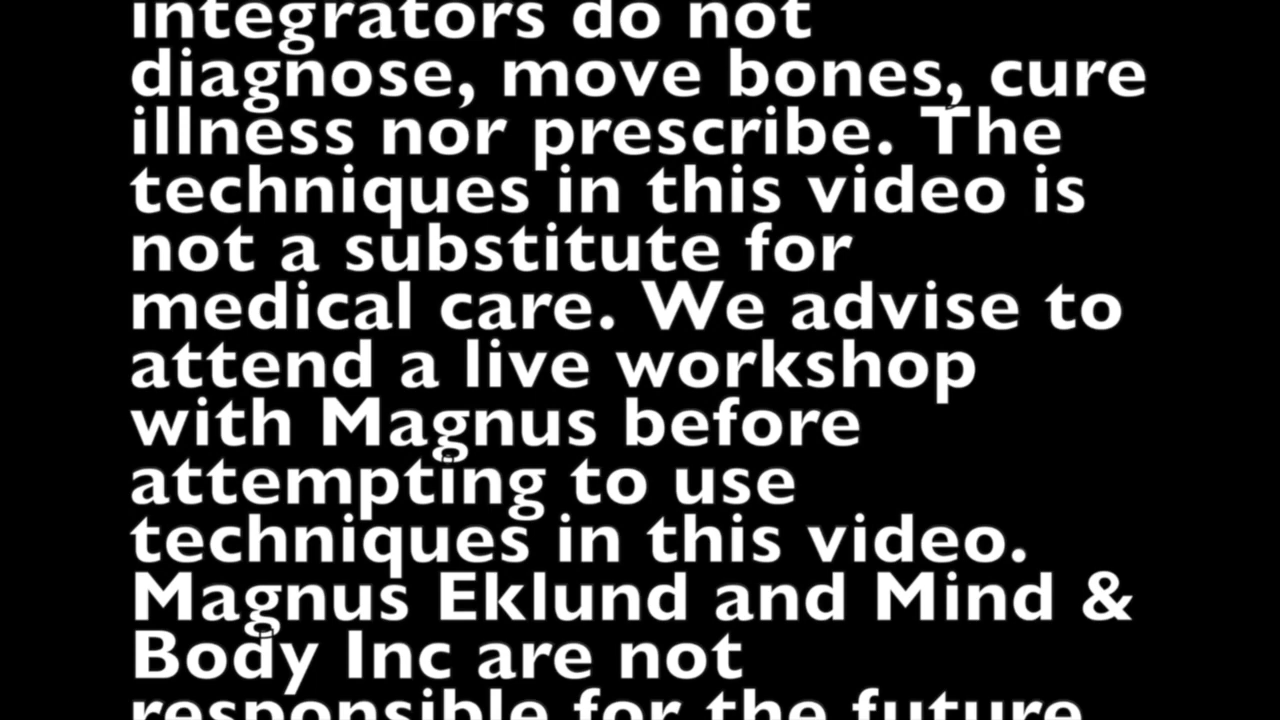 integrators do not
diagnose, move bones, cure
illness nor prescribe. The
techniques in this video is
not a substitute for
medical care. We advise to
attend a live workshop
with Magnus before
attempting to use
techniques in this video.
Magnus Eklund and Mind &
Body Inc are not
responsible for the future